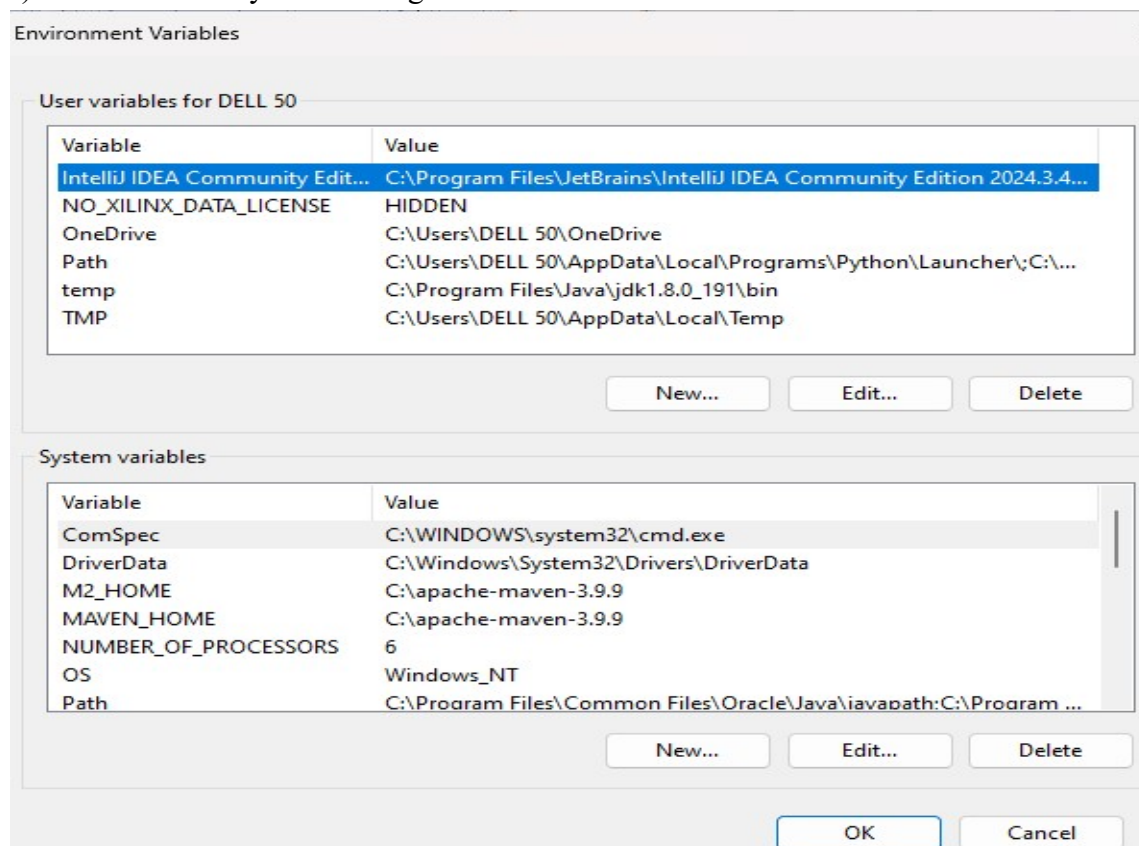 Environment Variables
User variables for DELL 50
Variable Value
IntelliJ IDEA Community Edit... C:\Program Files\JetBrains\IntelliJ IDEA Community Edition 2024.3.4...
NO_XILINX_DATA_LICENSE HIDDEN
OneDrive C:\Users\DELL 50\OneDrive
Path C:\Users\DELL 50\AppData\Local\Programs\Python\Launcher\;C:\...
temp C:\Program Files\Java\jdk1.8.0_191\bin
TMP C:\Users\DELL 50\AppData\Local\Temp
New... Edit... Delete
System variables
Variable Value
ComSpec C:\WINDOWS\system32\cmd.exe
DriverData C:\Windows\System32\Drivers\DriverData
M2_HOME C:\apache-maven-3.9.9
MAVEN_HOME C:\apache-maven-3.9.9
NUMBER_OF_PROCESSORS 6
OS Windows_NT
Path C:\Program Files\Common Files\Oracle\Java\javapath;C:\Program ...
New... Edit... Delete
OK Cancel